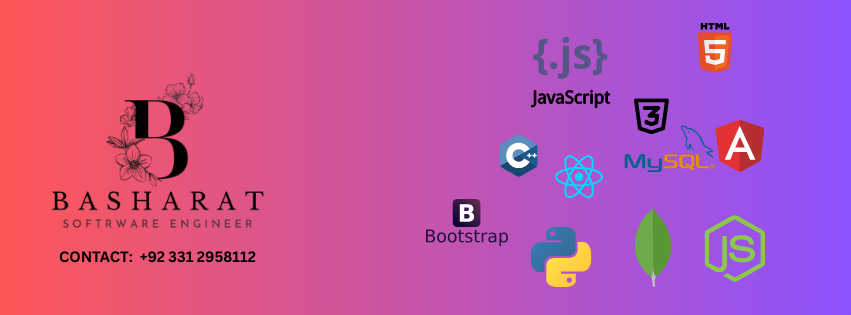 B
BASHARAT
SOFTRWARE ENGINEER
CONTACT: +92 331 2958112
{.js}
JavaScript
HTML
5
3
C++
MySQL®
A
B
Bootstrap
JS